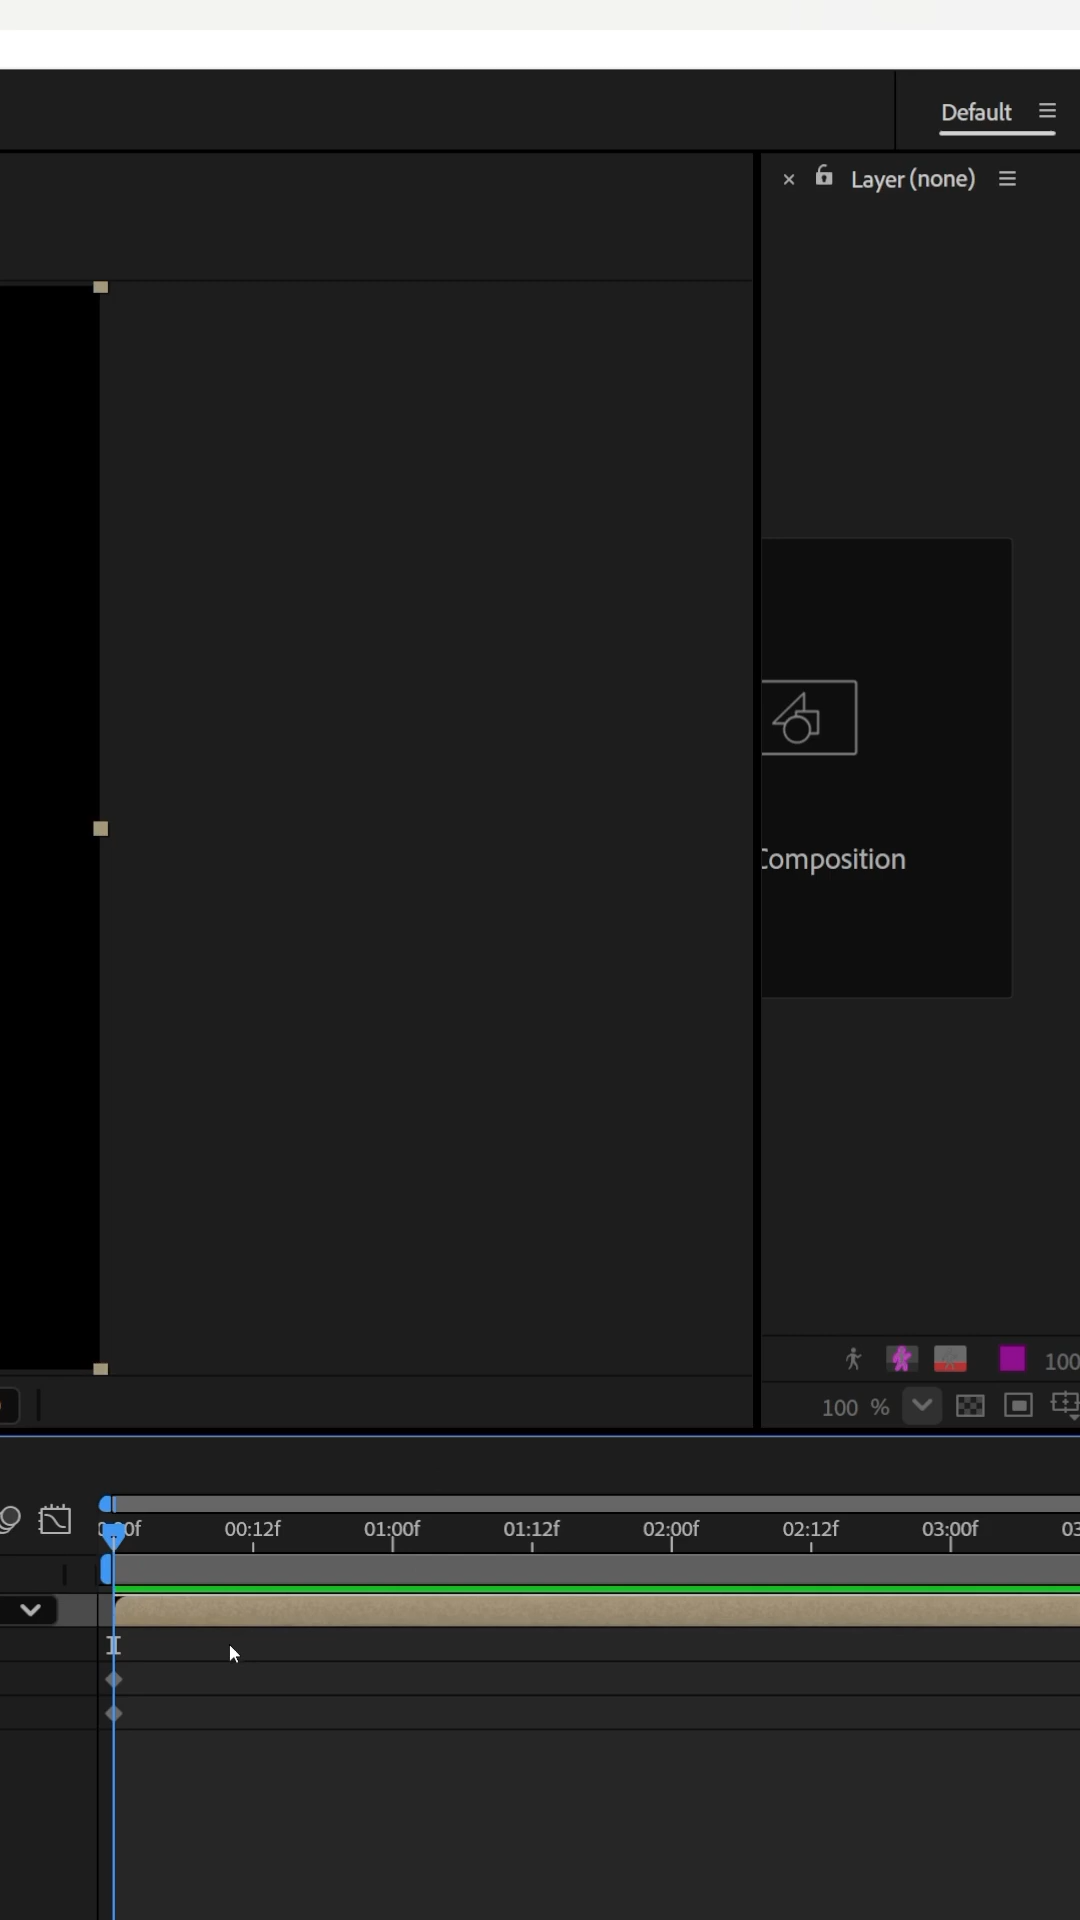 Default
Layer (none)
Composition
100
100 %
00f 00:12f 01:00f 01:12f 02:00f 02:12f 03:00f 03